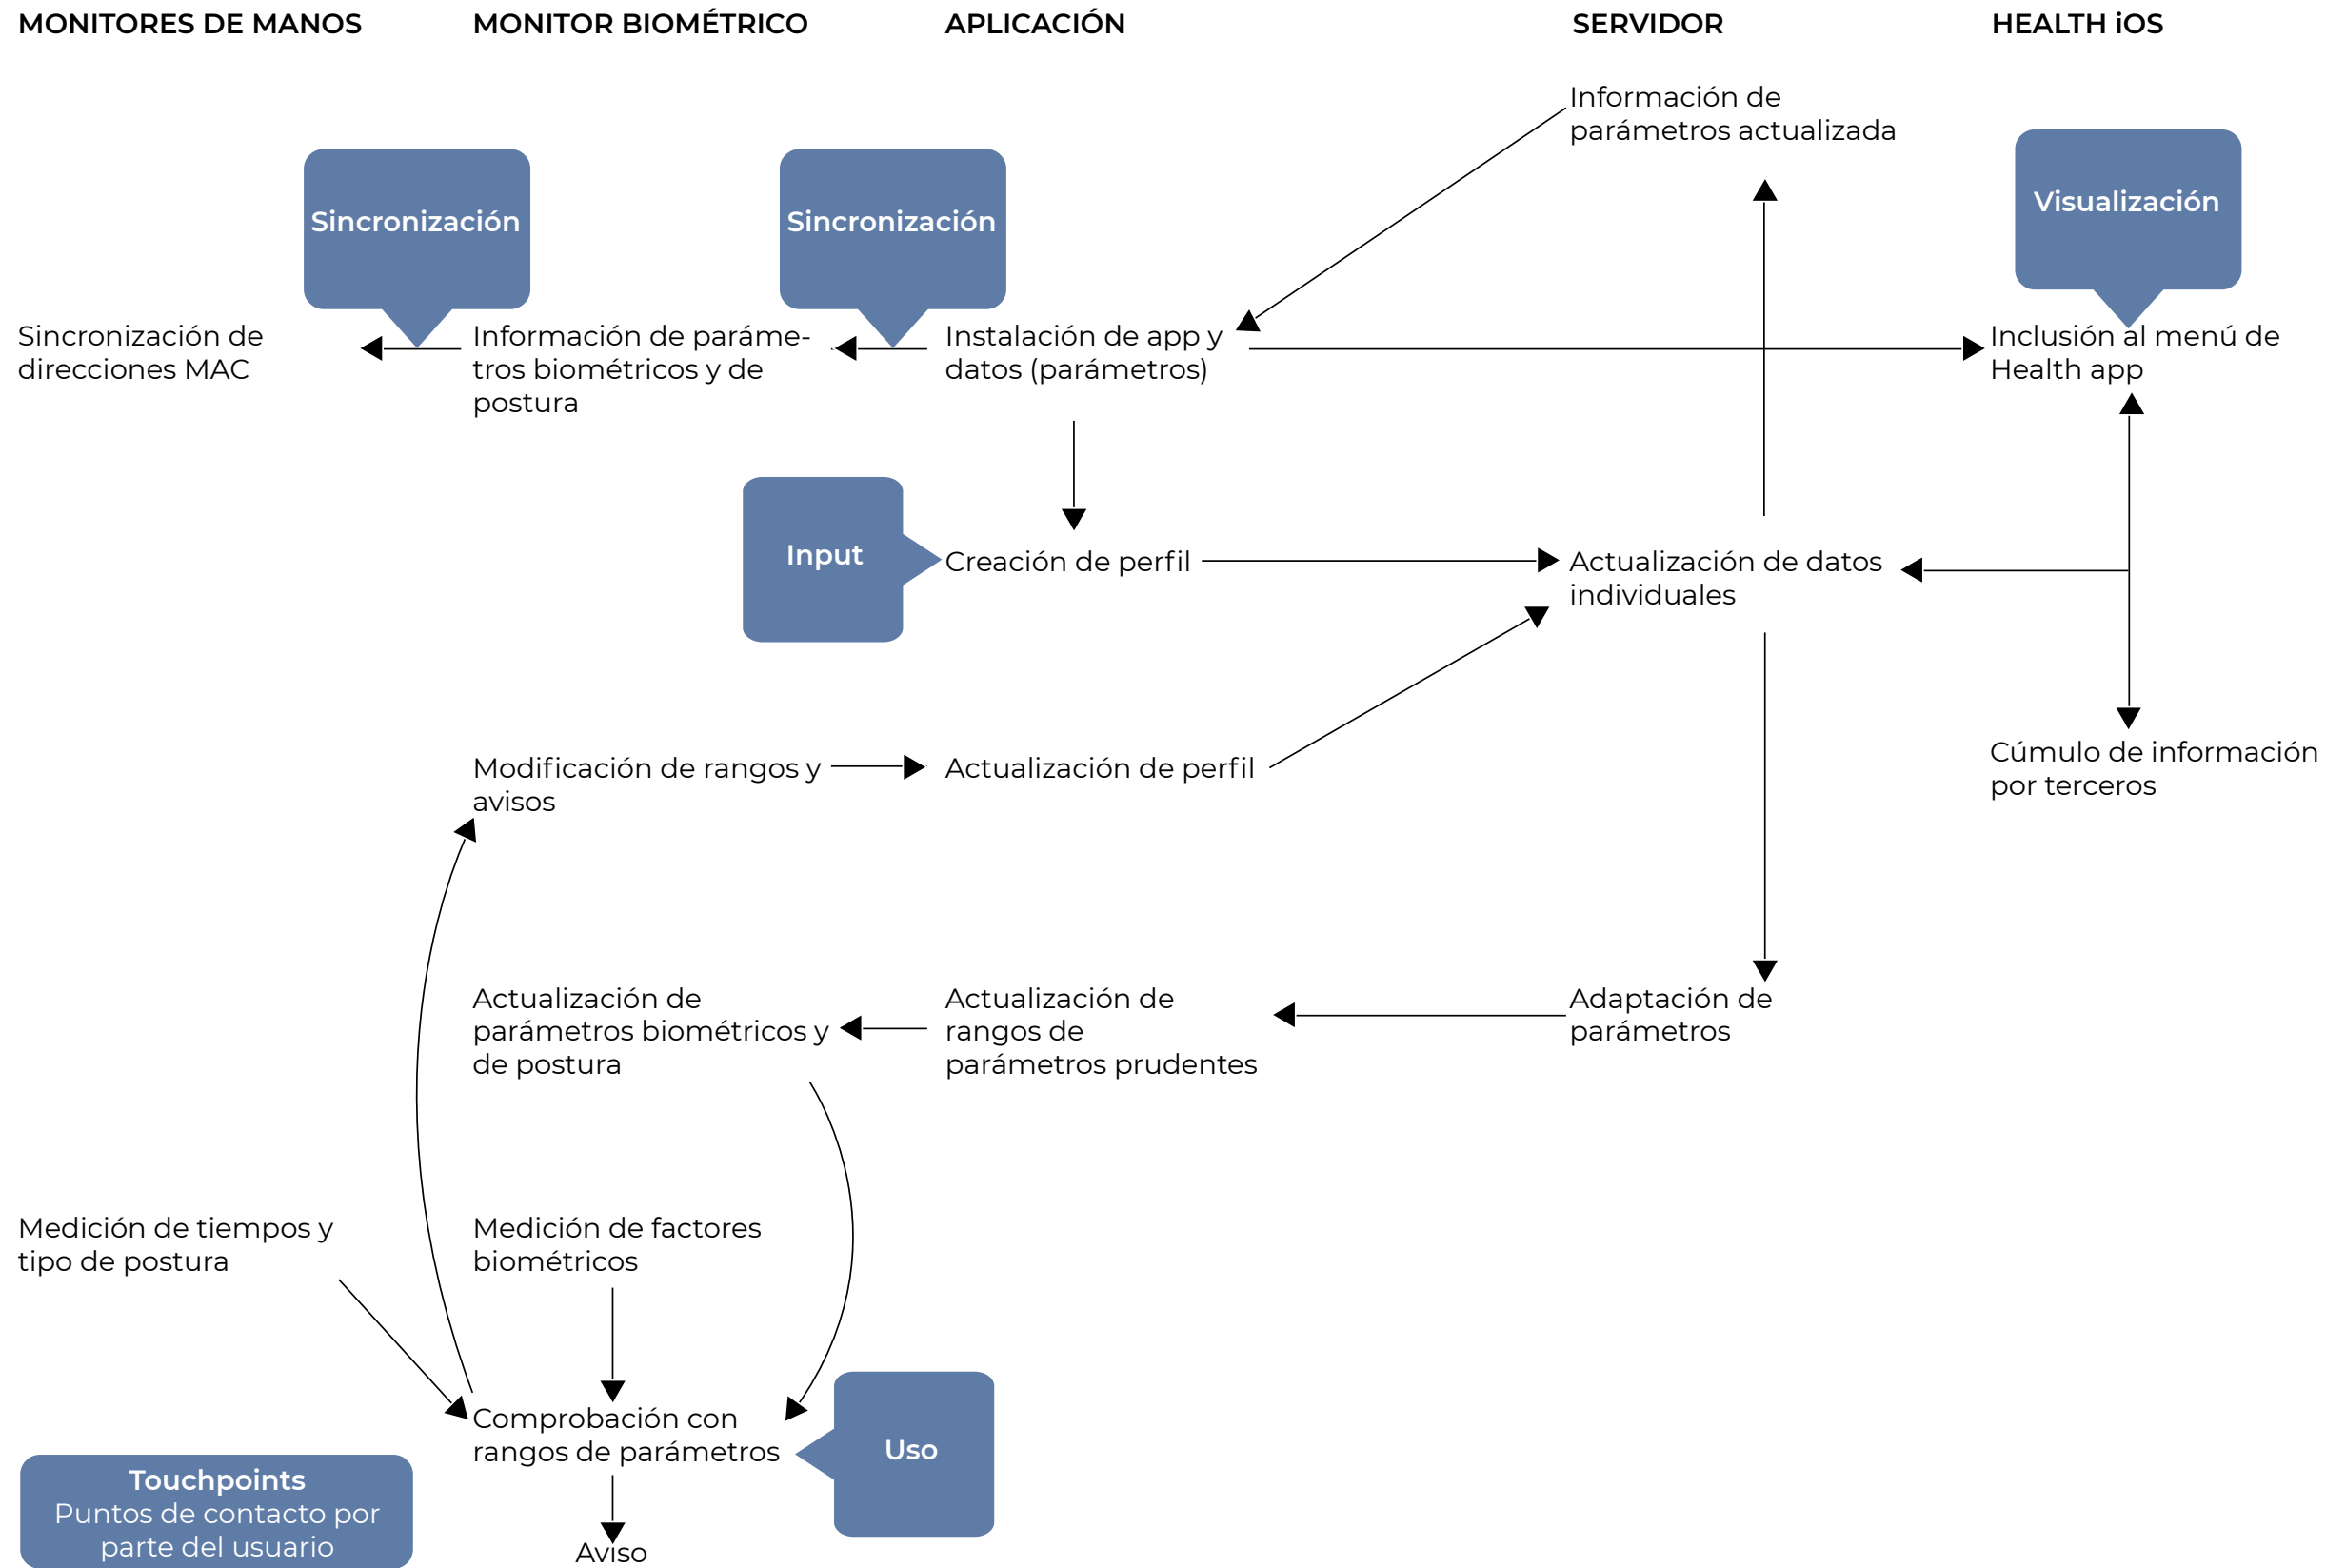 MONITORES DE MANOS
MONITOR BIOMÉTRICO
APLICACIÓN
SERVIDOR
HEALTH iOS
Información de
parámetros actualizada
Sincronización
Sincronización
Visualización
Sincronización de
direcciones MAC
Información de paráme-
tros biométricos y de
postura
Instalación de app y
datos (parámetros)
Inclusión al menú de
Health app
Input
Creación de perfil
Actualización de datos
individuales
Modificación de rangos y
avisos
Actualización de perfil
Cúmulo de información
por terceros
Actualización de
parámetros biométricos y
de postura
Actualización de
rangos de
parámetros prudentes
Adaptación de
parámetros
Medición de tiempos y
tipo de postura
Medición de factores
biométricos
Comprobación con
rangos de parámetros
Uso
Touchpoints
Puntos de contacto por
parte del usuario
Aviso